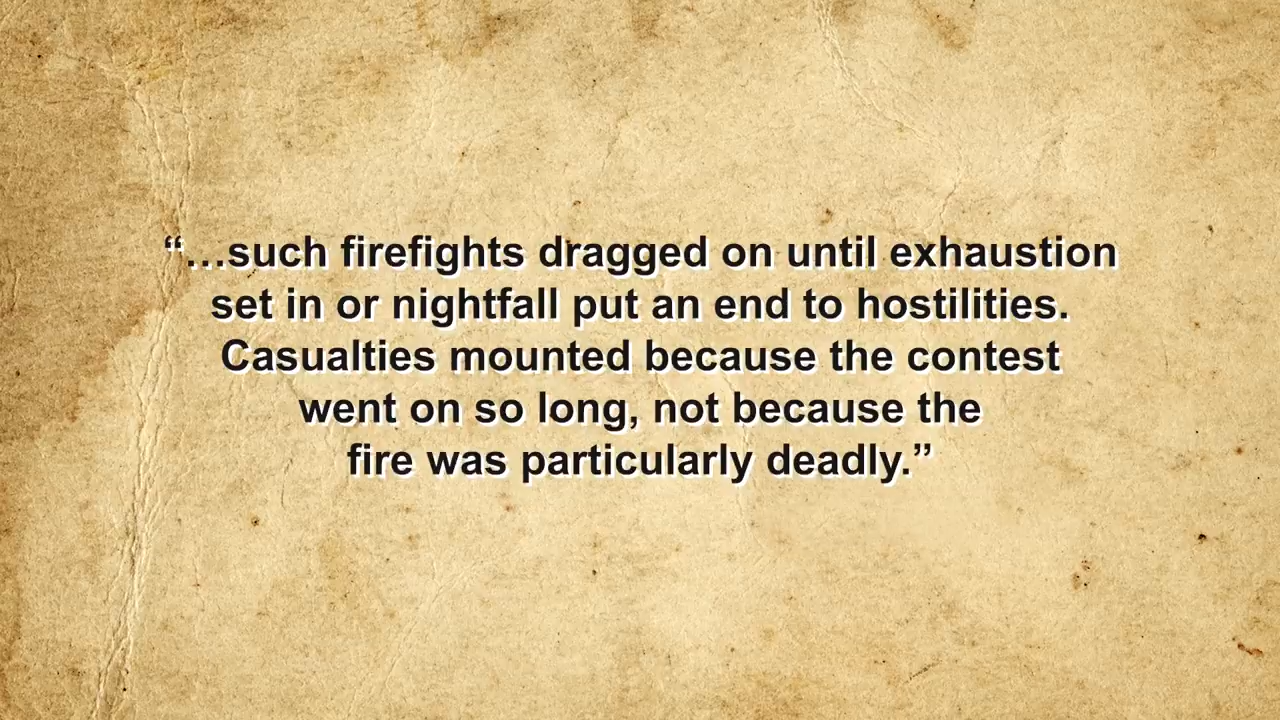 “…such firefights dragged on until exhaustion
set in or nightfall put an end to hostilities.
Casualties mounted because the contest
went on so long, not because the
fire was particularly deadly.”